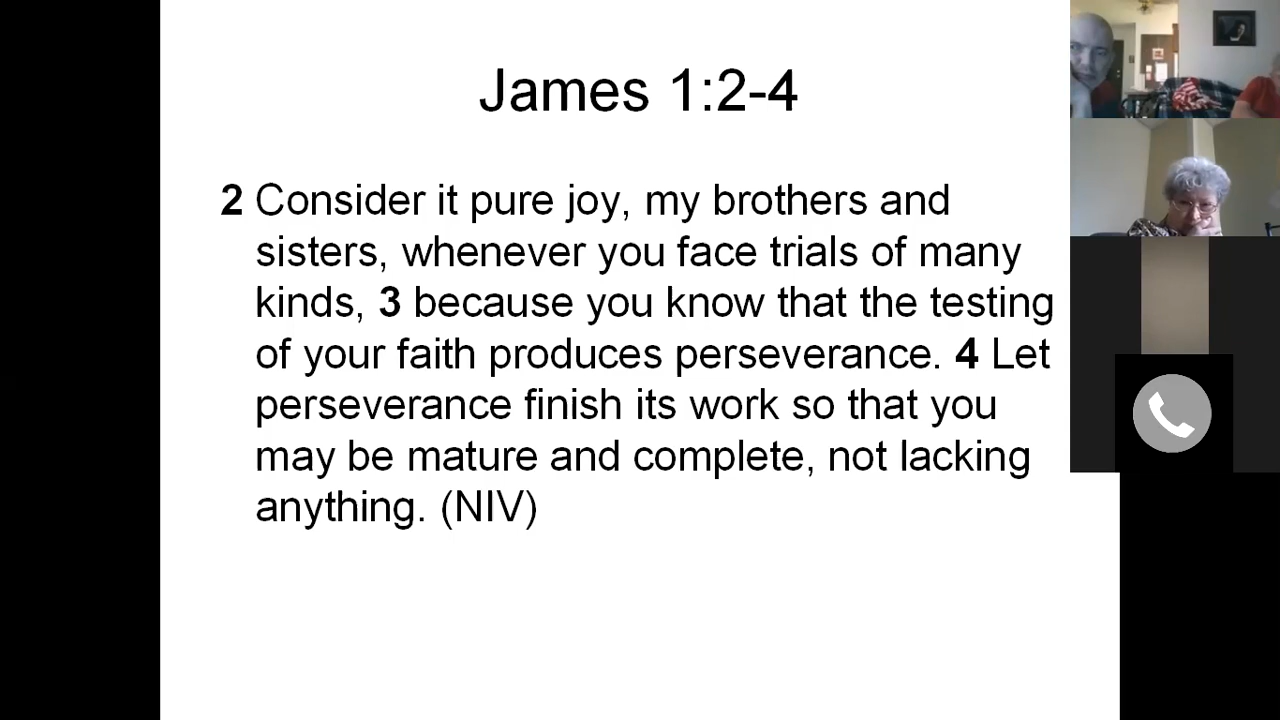 James 1:2-4
2 Consider it pure joy, my brothers and
sisters, whenever you face trials of many
kinds, 3 because you know that the testing
of your faith produces perseverance. 4 Let
perseverance finish its work so that you
may be mature and complete, not lacking
anything. (NIV)